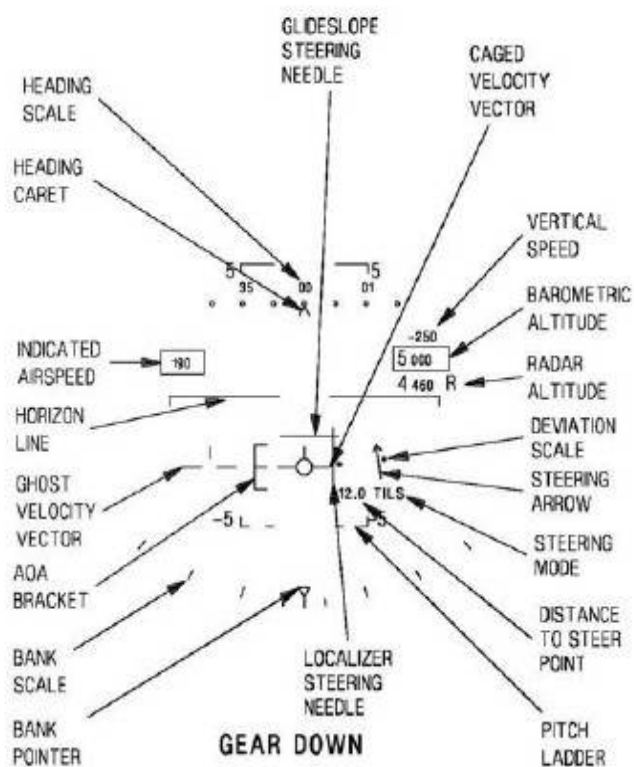 GLIDESLOPE
STEERING
NEEDLE
CAGED
VELOCITY
VECTOR
HEADING
SCALE
HEADING
CARET
VERTICAL
SPEED
BAROMETRIC
ALTITUDE
RADAR
ALTITUDE
5 5
35 00 01
-250
5 000
4 460 R
INDICATED
AIRSPEED
190
HORIZON
LINE
GHOST
VELOCITY
VECTOR
DEVIATION
SCALE
STEERING
ARROW
STEERING
MODE
12.0 TILS
-5 -5
AOA
BRACKET
BANK
SCALE
BANK
POINTER
LOCALIZER
STEERING
NEEDLE
DISTANCE
TO STEER
POINT
PITCH
LADDER
GEAR DOWN